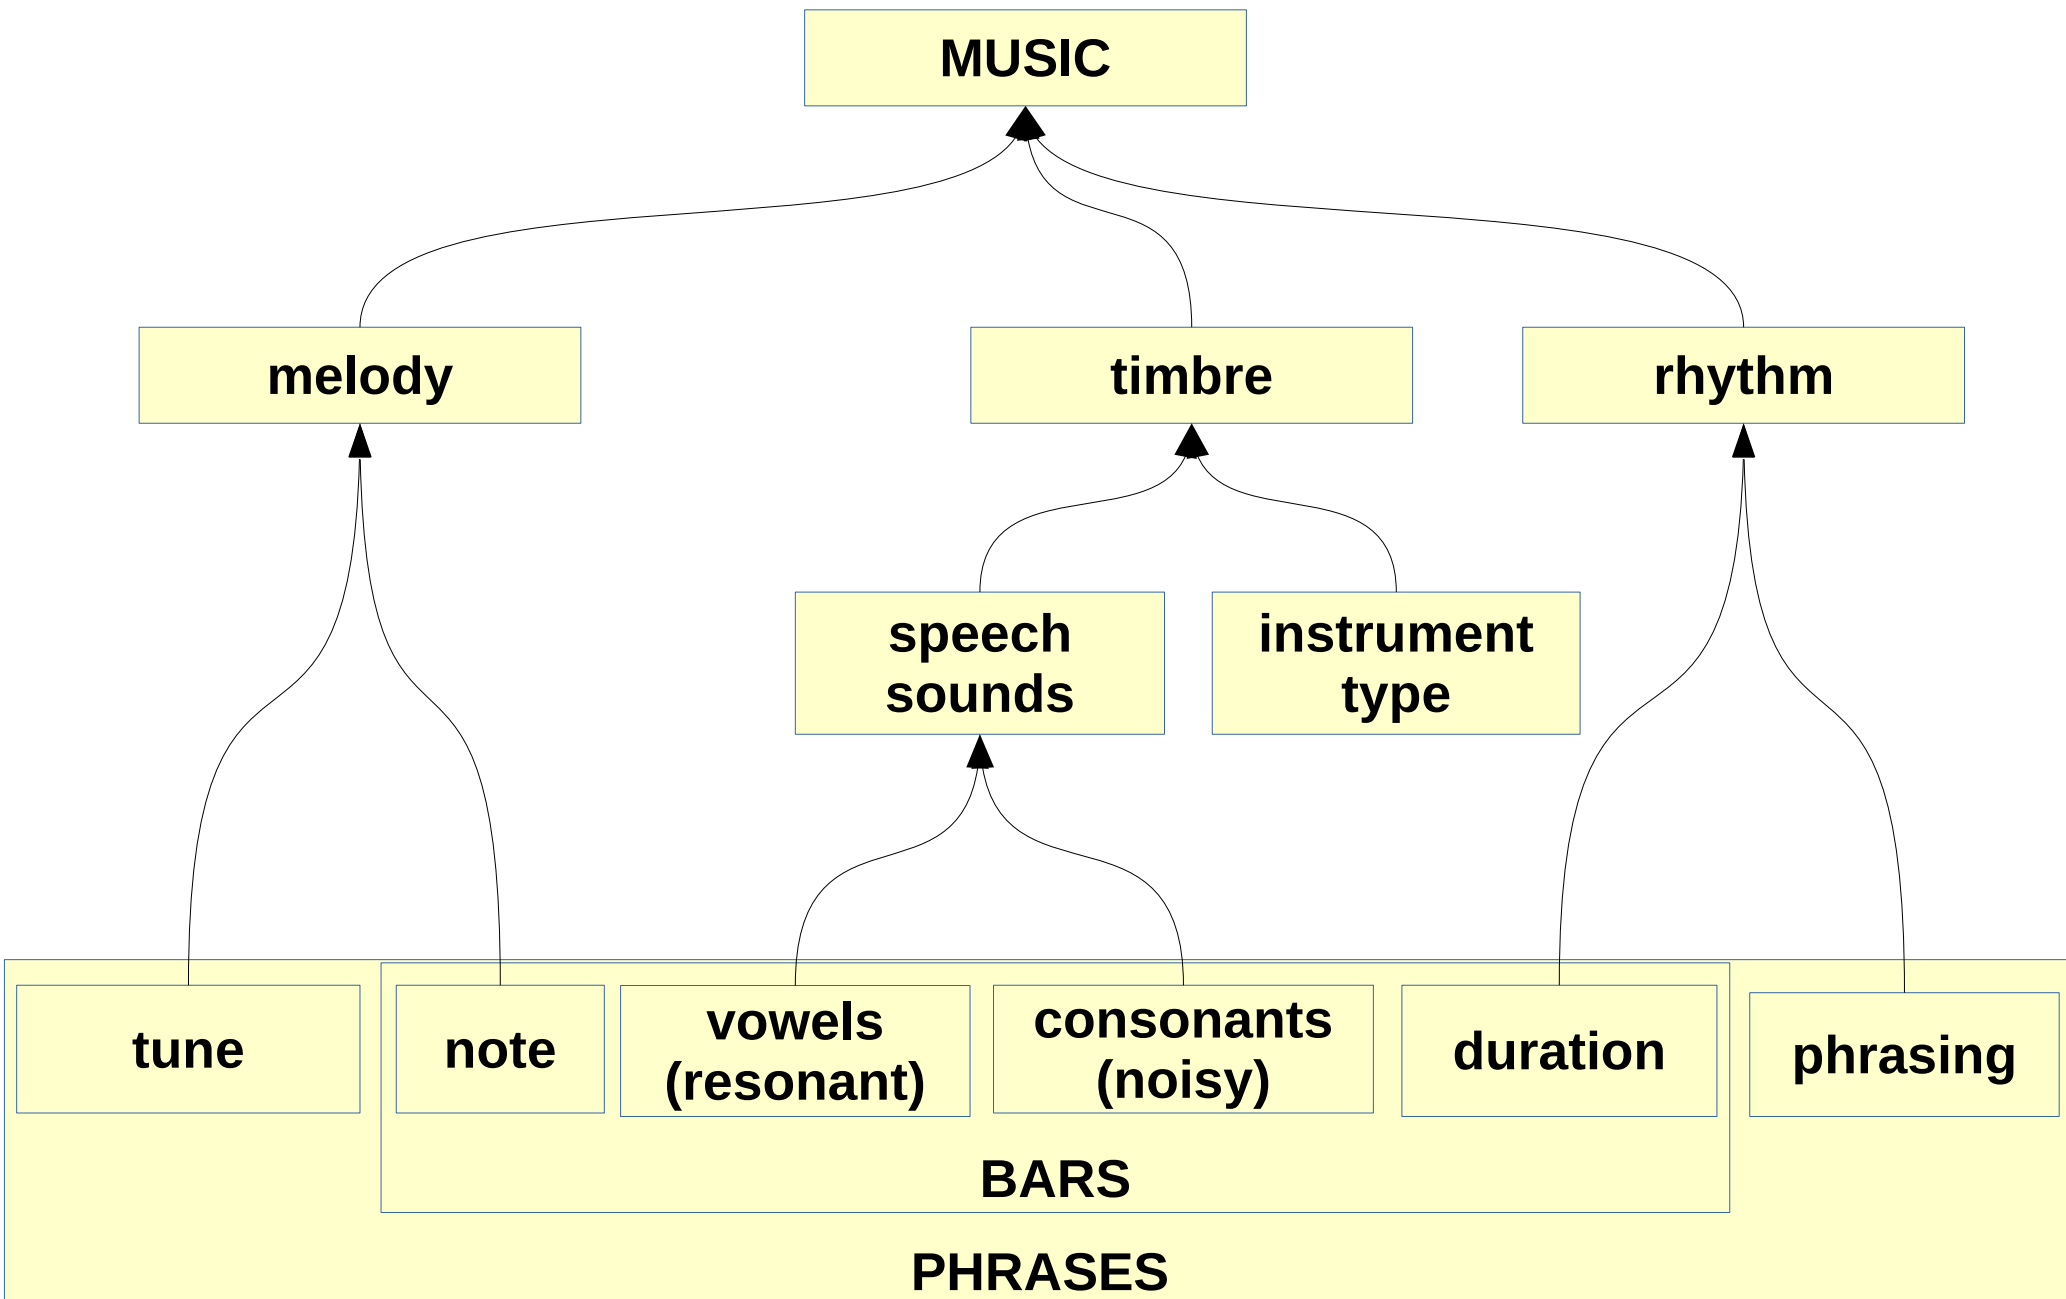 MUSIC
melody
timbre
rhythm
speech
sounds
instrument
type
tune
note
vowels
(resonant)
consonants
(noisy)
duration
phrasing
BARS
PHRASES